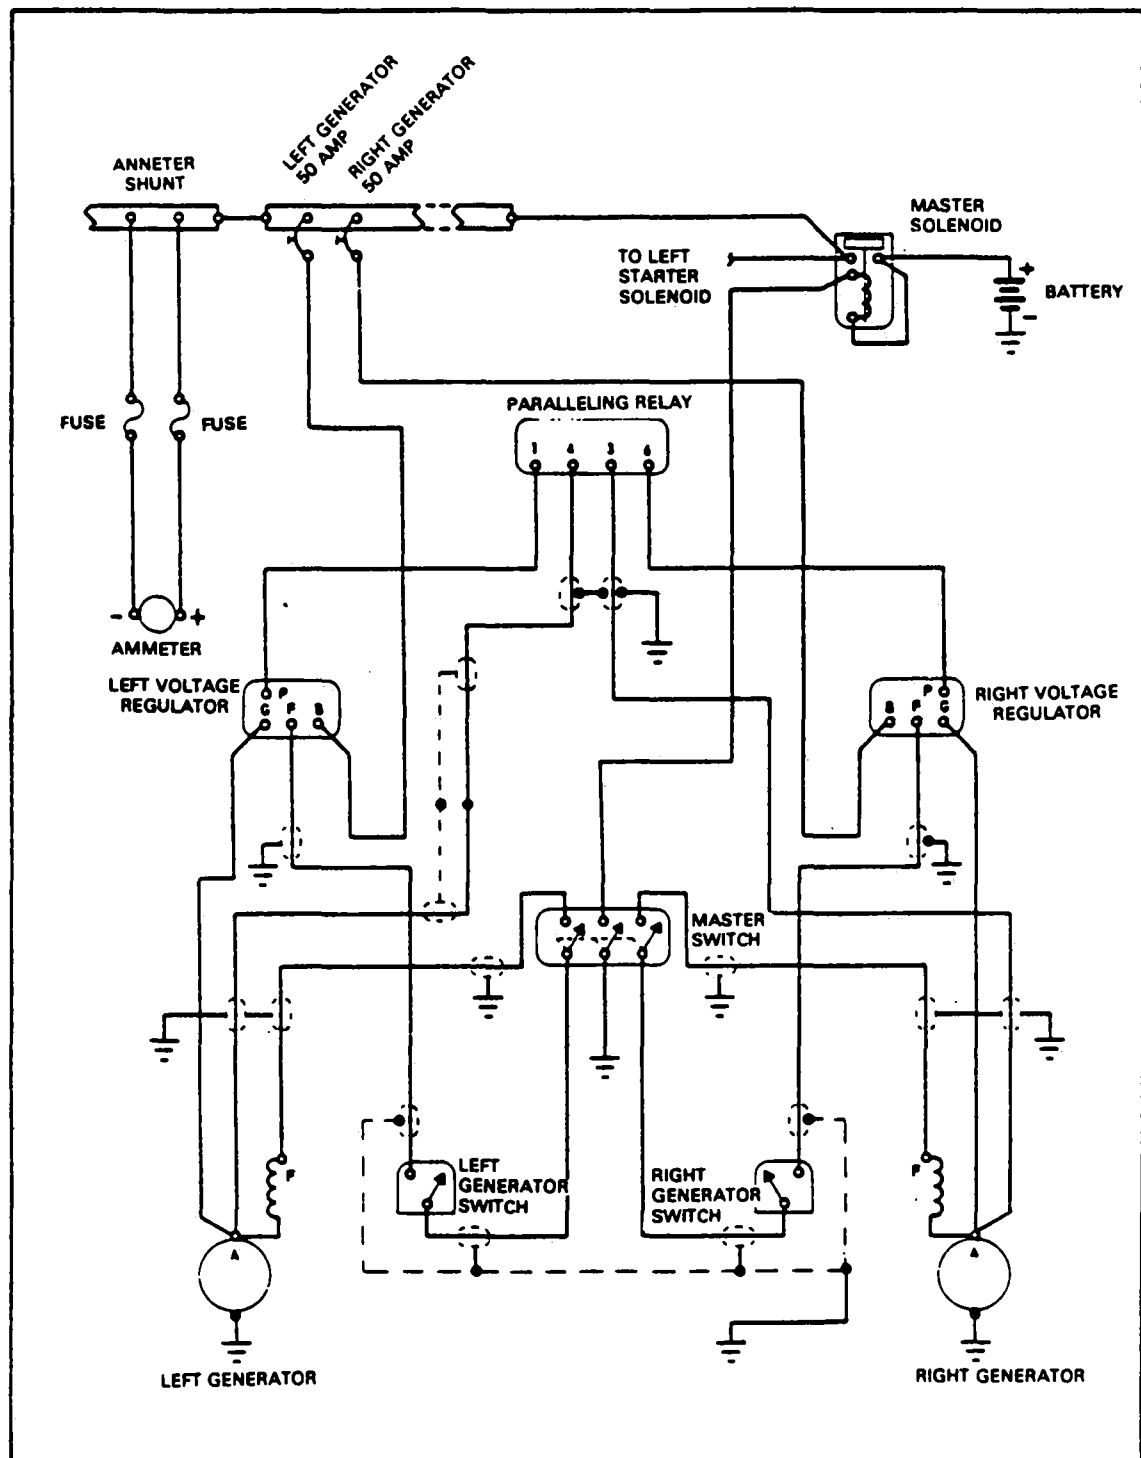 LEFT GENERATOR
50 AMP
RIGHT GENERATOR
50 AMP
ANNETER
SHUNT
MASTER
SOLENOID
TO LEFT
STARTER
SOLENOID
+
BATTERY
-
PARALLELING RELAY
1 4 3 6
FUSE
FUSE
- +
AMMETER
LEFT VOLTAGE
REGULATOR
P
G F B
RIGHT VOLTAGE
REGULATOR
P
B F G
MASTER
SWITCH
LEFT
GENERATOR
SWITCH
RIGHT
GENERATOR
SWITCH
F
F
A
A
LEFT GENERATOR
RIGHT GENERATOR